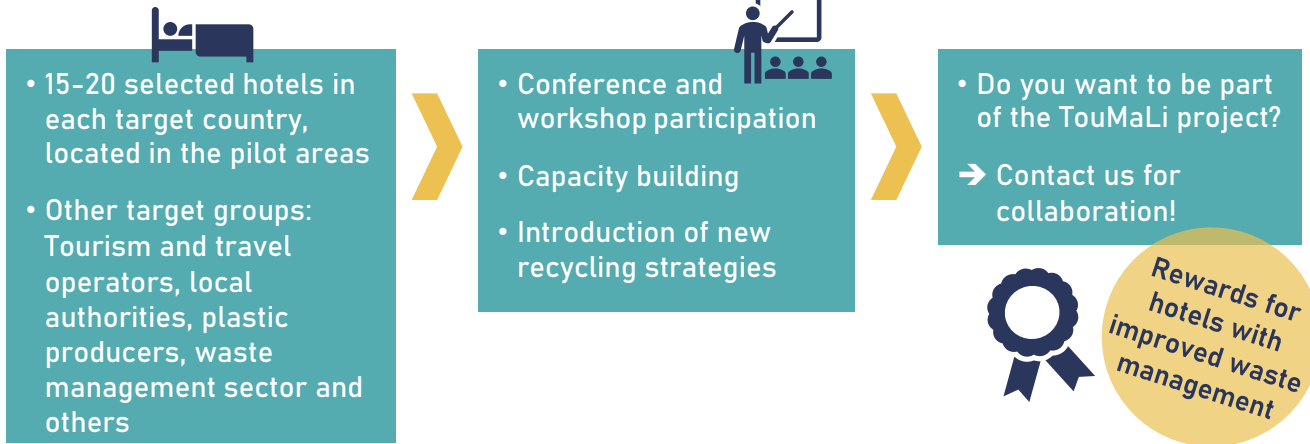 • 15-20 selected hotels in
each target country,
located in the pilot areas
• Other target groups:
Tourism and travel
operators, local
authorities, plastic
producers, waste
management sector and
others
• Conference and
workshop participation
• Capacity building
• Introduction of new
recycling strategies
• Do you want to be part
of the TouMaLi project?
➔ Contact us for
collaboration!
Rewards for
hotels with
improved waste
management